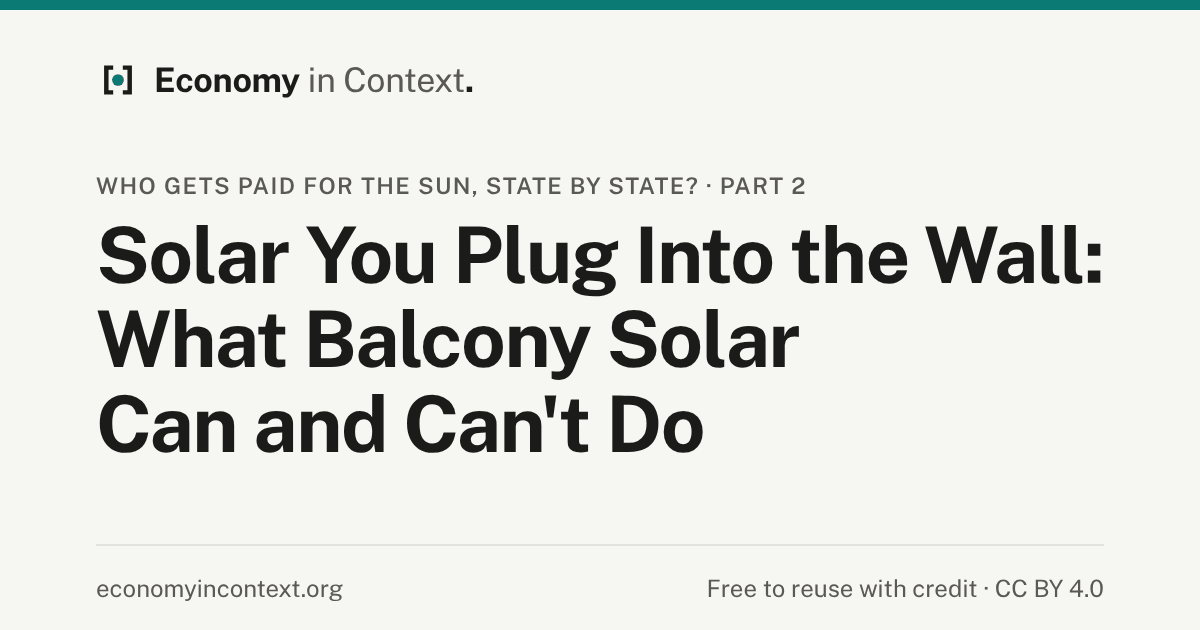 Economy in Context.
WHO GETS PAID FOR THE SUN, STATE BY STATE? · PART 2
Solar You Plug Into the Wall:
What Balcony Solar
Can and Can't Do
economyincontext.org
Free to reuse with credit · CC BY 4.0